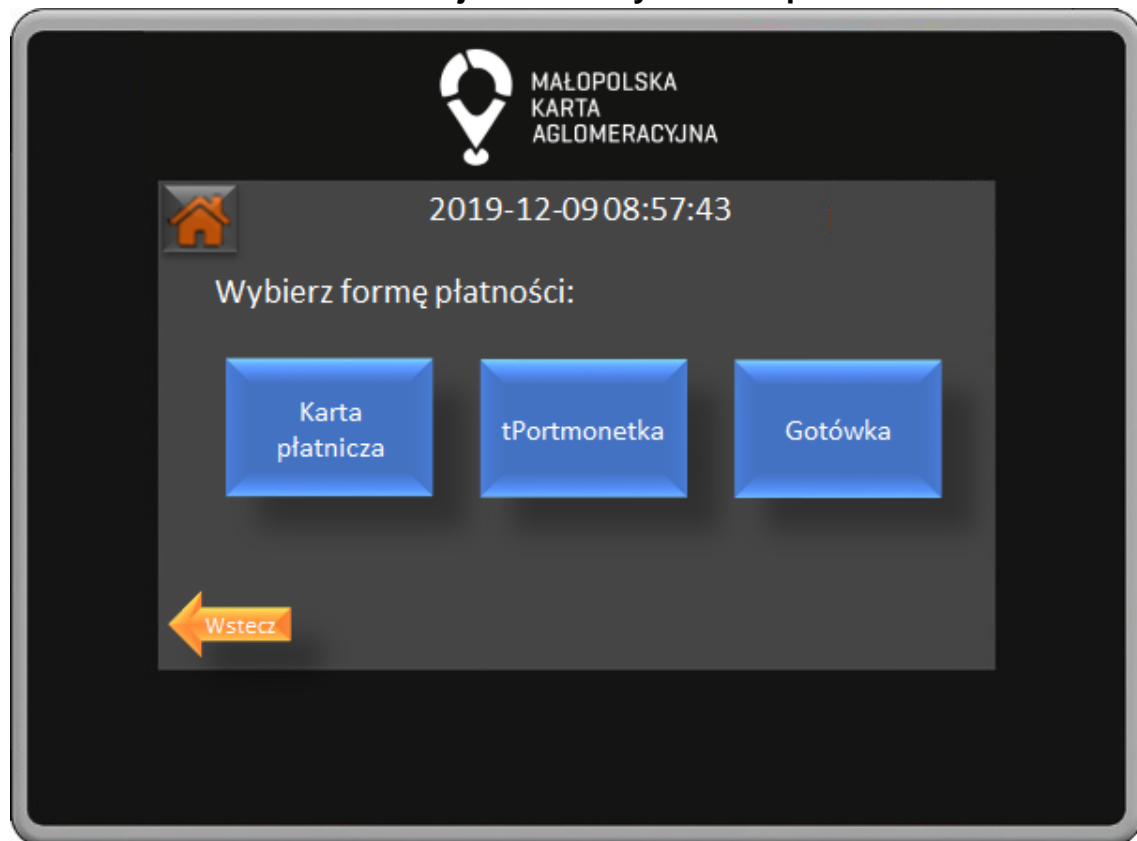 MAŁOPOLSKA
KARTA
AGLOMERACYJNA
2019-12-09 08:57:43
Wybierz formę płatności:
Karta
płatnicza
tPortmonetka
Gotówka
Wstecz